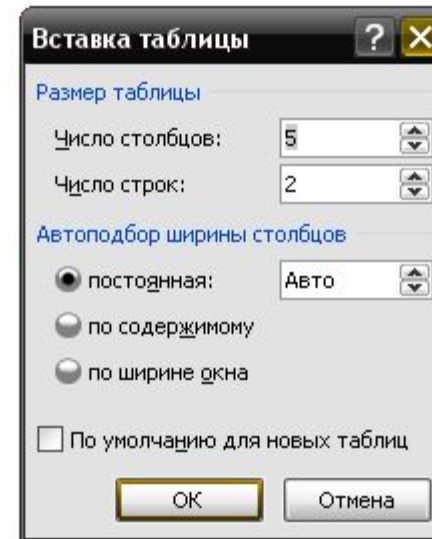 Вставка таблицы ?
Размер таблицы
Число столбцов: 5
Число строк: 2
Автоподбор ширины столбцов
постоянная: Авто
по содержимому
по ширине окна
По умолчанию для новых таблиц
ОК Отмена